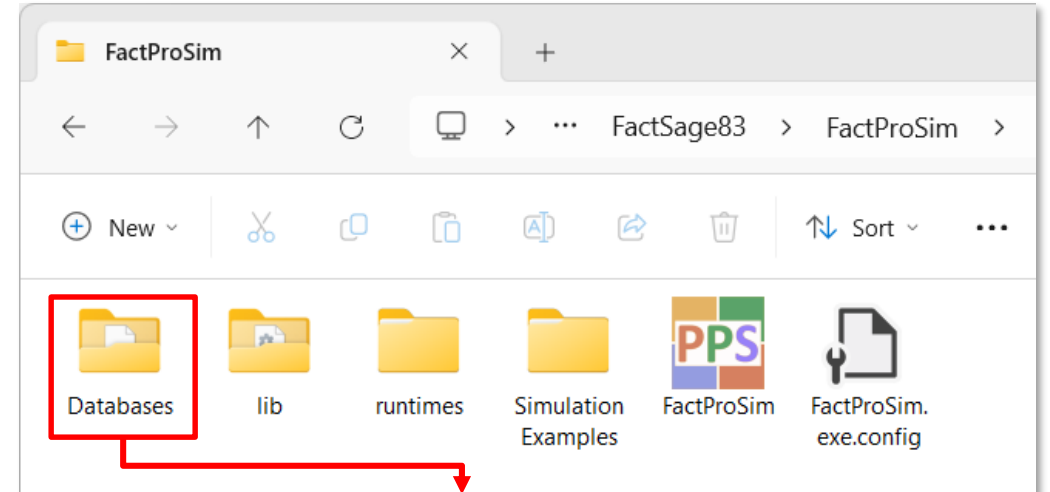 FactProSim
FactSage83 > FactProSim >
New
Sort
PPS
Databases
lib
runtimes
Simulation
Examples
FactProSim
FactProSim.
exe.config